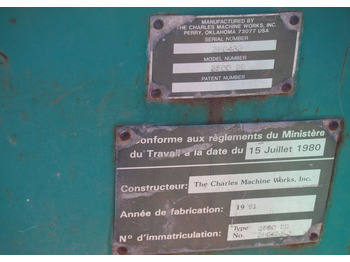 MANUFACTURED BY
THE CHARLES MACHINE WORKS, INC.
PERRY, OKLAHOMA 73077 USA
SERIAL NUMBER
MODEL NUMBER
PATENT NUMBER
Conforme aux règlements du Ministère
du Travail à la date du 15 Juillet 1980
Constructeur: The Charles Machine Works, Inc.
Année de fabrication: 19
N° d'immatriculation: Type
No.